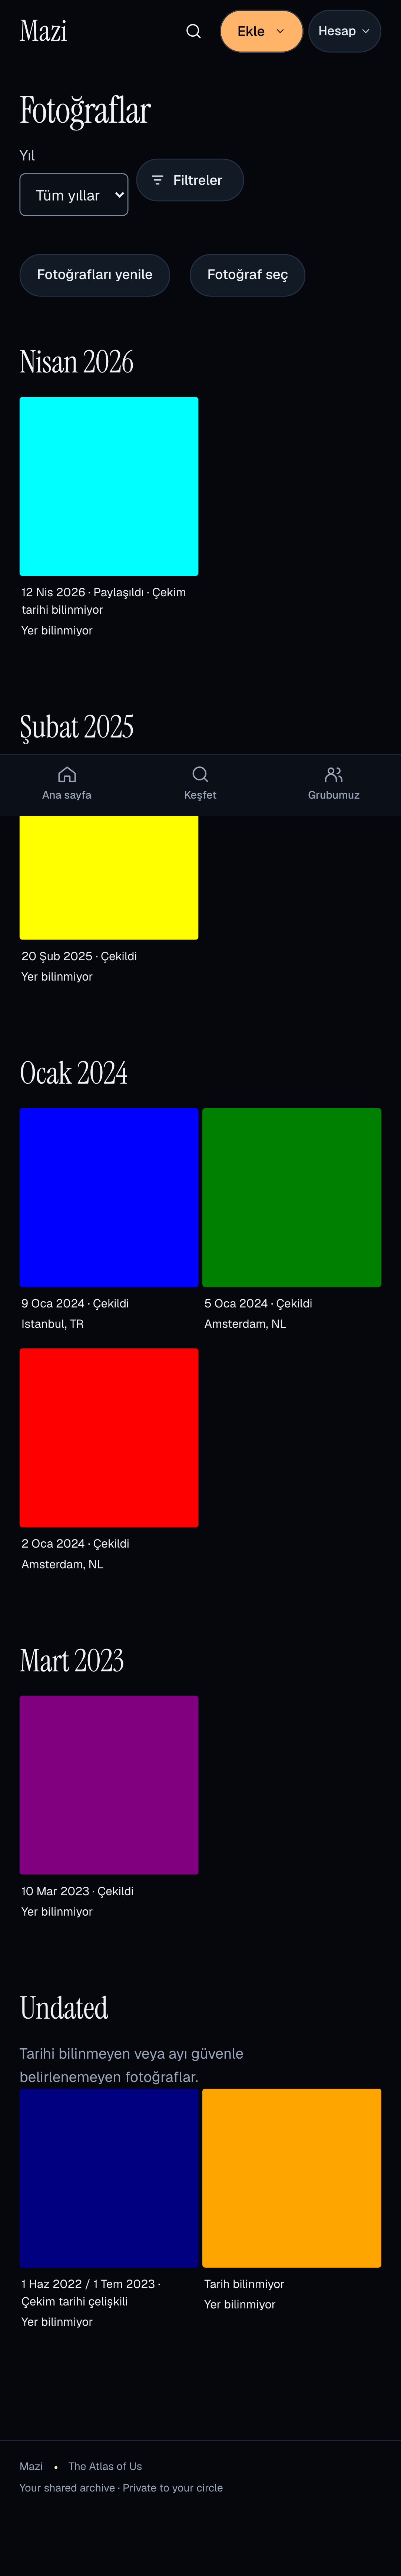 Mazi
Ekle
Hesap
Fotoğraflar
Yıl
Tüm yıllar
Filtreler
Fotoğrafları yenile
Fotoğraf seç
Nisan 2026
12 Nis 2026 · Paylaşıldı · Çekim
tarihi bilinmiyor
Yer bilinmiyor
Şubat 2025
Ana sayfa
Keşfet
Grubumuz
20 Şub 2025 · Çekildi
Yer bilinmiyor
Ocak 2024
9 Oca 2024 · Çekildi
Istanbul, TR
5 Oca 2024 · Çekildi
Amsterdam, NL
2 Oca 2024 · Çekildi
Amsterdam, NL
Mart 2023
10 Mar 2023 · Çekildi
Yer bilinmiyor
Undated
Tarihi bilinmeyen veya ayı güvenle
belirlenemeyen fotoğraflar.
1 Haz 2022 / 1 Tem 2023 ·
Çekim tarihi çelişkili
Yer bilinmiyor
Tarih bilinmiyor
Yer bilinmiyor
Mazi • The Atlas of Us
Your shared archive · Private to your circle